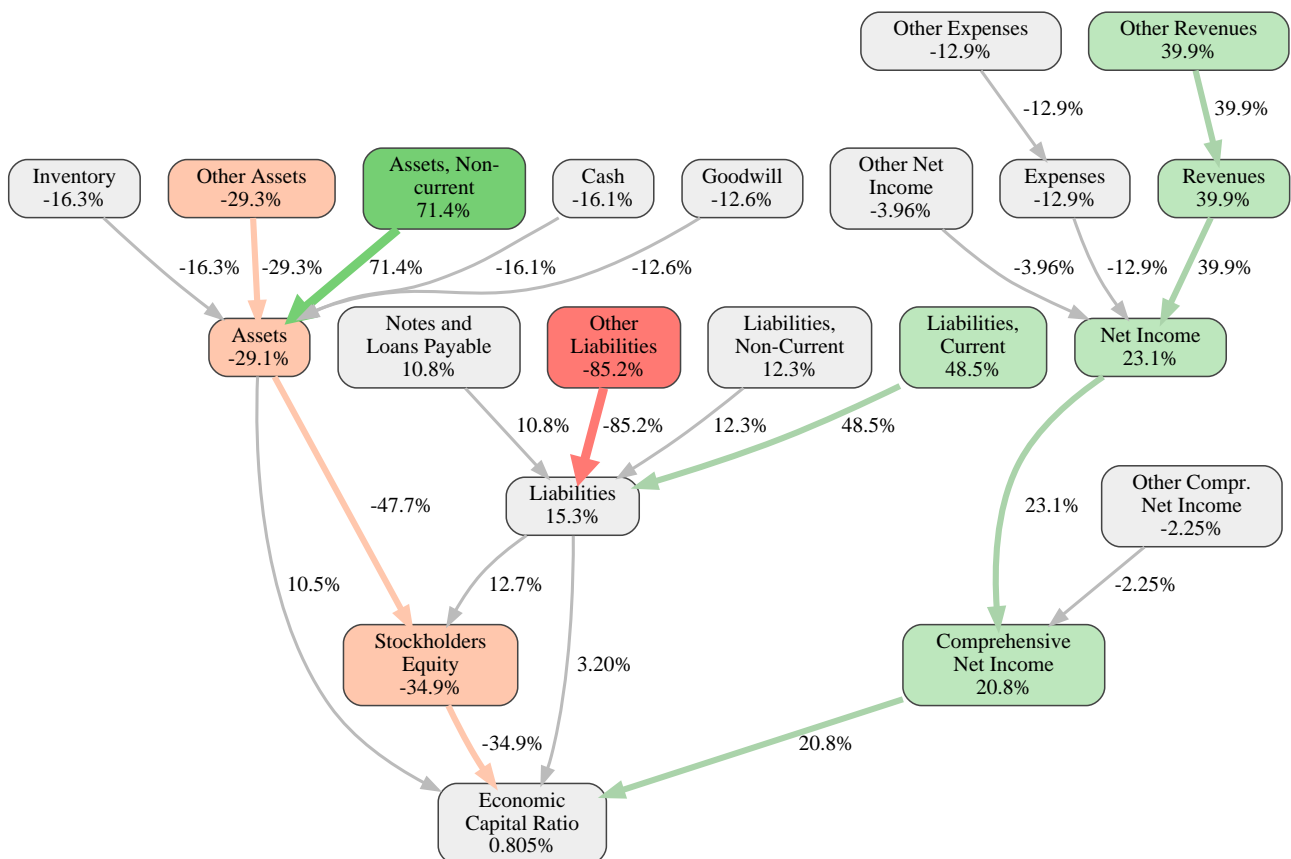 Other Expenses
-12.9%
Other Revenues
39.9%
-12.9%
39.9%
Inventory
-16.3%
Other Assets
-29.3%
Assets, Non-
current
71.4%
Cash
-16.1%
Goodwill
-12.6%
Other Net
Income
-3.96%
Expenses
-12.9%
Revenues
39.9%
-16.3%
-29.3%
71.4%
-16.1%
-12.6%
-3.96%
-12.9%
39.9%
Assets
-29.1%
Notes and
Loans Payable
10.8%
Other
Liabilities
-85.2%
Liabilities,
Non-Current
12.3%
Liabilities,
Current
48.5%
Net Income
23.1%
10.8%
-85.2%
12.3%
48.5%
-47.7%
Liabilities
15.3%
23.1%
Other Compr.
Net Income
-2.25%
10.5%
12.7%
-2.25%
Stockholders
Equity
-34.9%
3.20%
Comprehensive
Net Income
20.8%
-34.9%
20.8%
Economic
Capital Ratio
0.805%